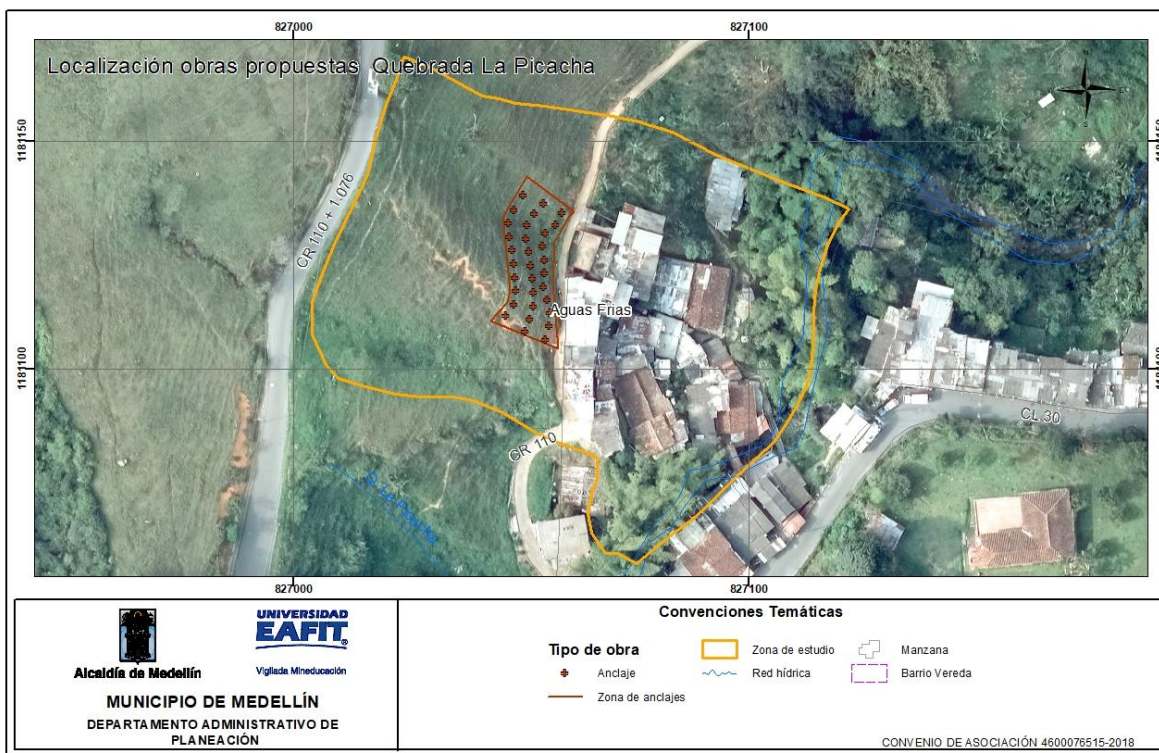 827000
827100
Localización obras propuestas Quebrada La Picacha
1181150
1181150
CR 110 + 1.076
Aguas Frias
1181100
1181100
CL 30
CR 110
Q. La Picacha
827000
827100
Alcaldía de Medellín
UNIVERSIDAD
EAFIT
Vigilada Mineducación
MUNICIPIO DE MEDELLÍN
DEPARTAMENTO ADMINISTRATIVO DE
PLANEACIÓN
Convenciones Temáticas
Tipo de obra
Anclaje
Zona de anclajes
Zona de estudio
Red hídrica
Manzana
Barrio Vereda
CONVENIO DE ASOCIACIÓN 4600076515-2018